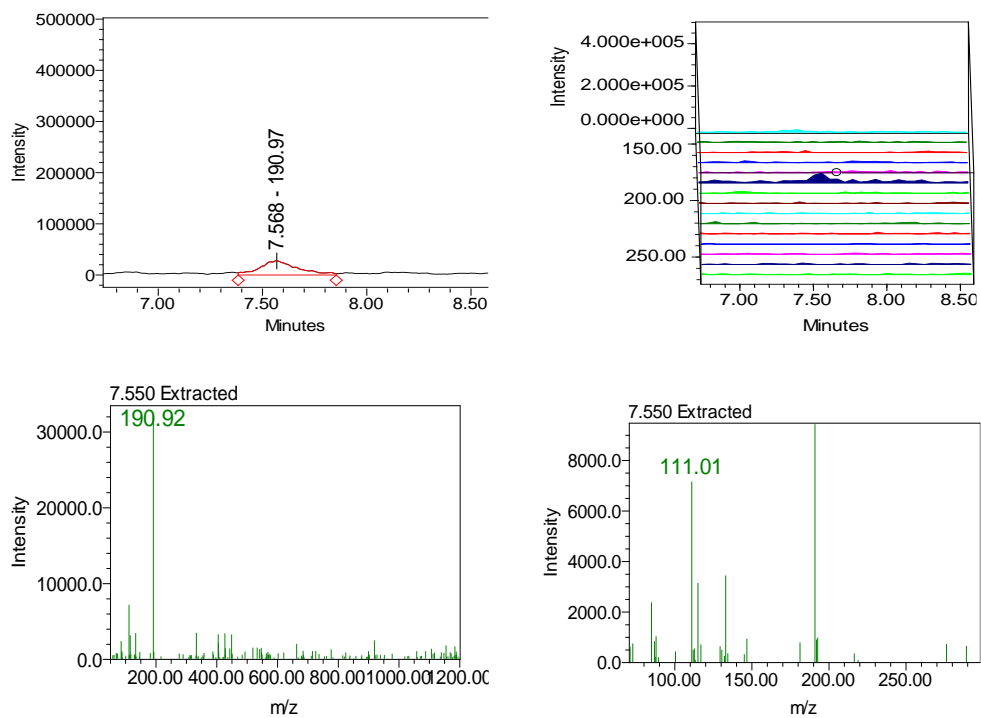 500000
400000
300000
200000
100000
0
Intensity
7.568 - 190.97
7.00
7.50
8.00
8.50
Minutes
4.000e+005
2.000e+005
0.000e+000
150.00
200.00
250.00
Intensity
7.00
7.50
8.00
8.50
Minutes
7.550 Extracted
190.92
30000.0
20000.0
10000.0
0.0
Intensity
200.00
400.00
600.00
800.00
1000.00
1200.00
m/z
7.550 Extracted
111.01
8000.0
6000.0
4000.0
2000.0
0.0
Intensity
100.00
150.00
200.00
250.00
m/z